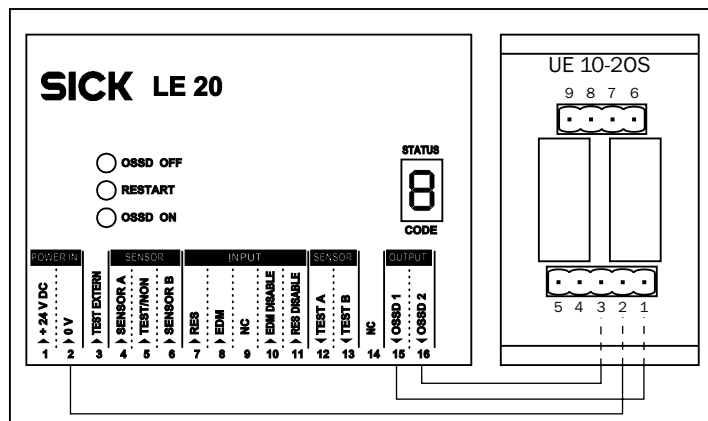 SICK LE 20
OSSD OFF
RESTART
OSSD ON
STATUS
8
CODE
POWER IN
SENSOR
INPUT
SENSOR
OUTPUT
+ 24 V DC
0 V
TEST EXTERN
SENSOR A
TEST/NON
SENSOR B
RES
EDM
NC
EDM DISABLE
RES DISABLE
TEST A
TEST B
NC
OSSD 1
OSSD 2
1 2 3 4 5 6 7 8 9 10 11 12 13 14 15 16
UE 10-20S
9 8 7 6
5 4 3 2 1